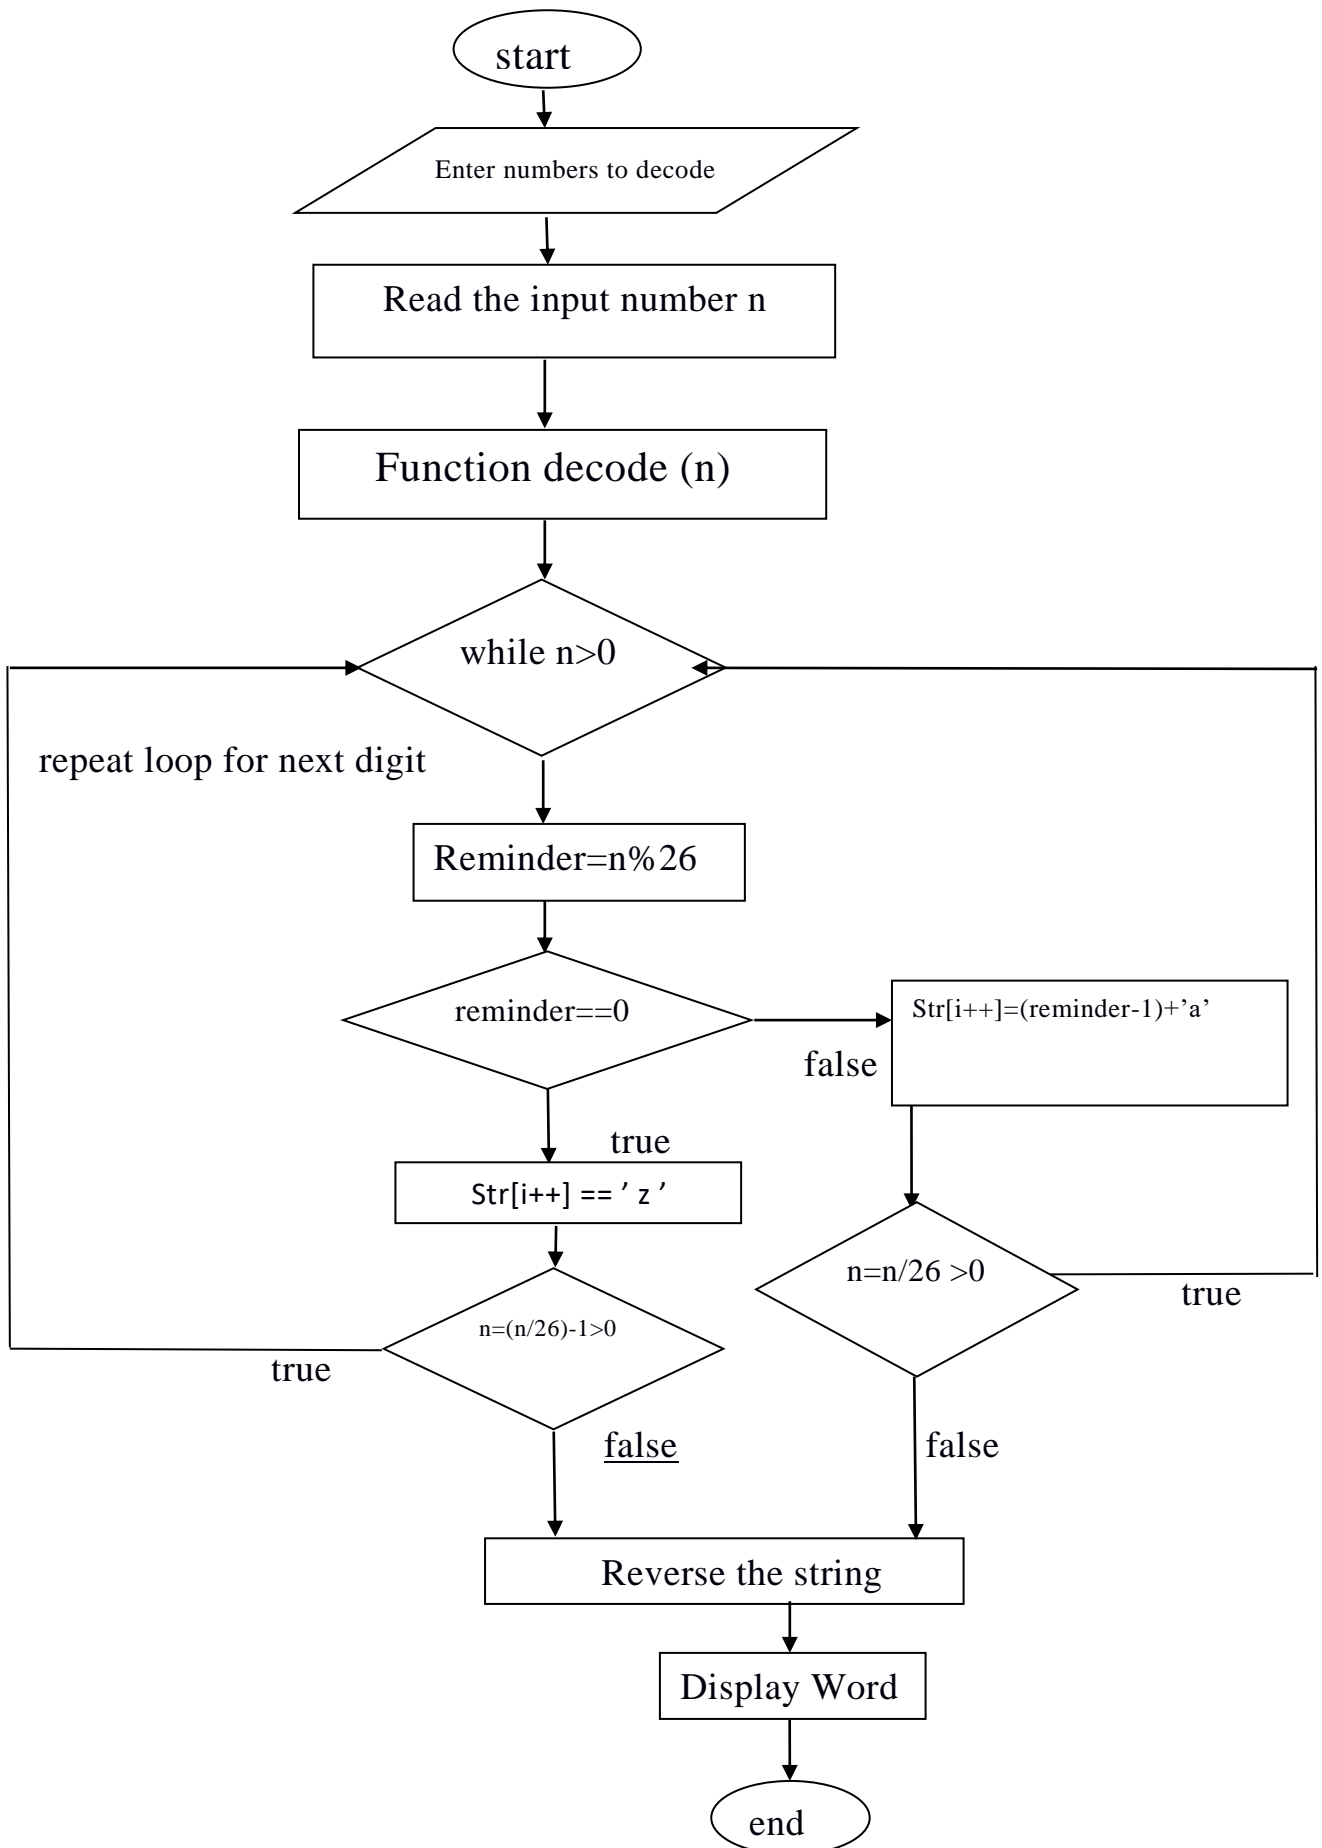 start
Enter numbers to decode
Read the input number n
Function decode (n)
while n>0
repeat loop for next digit
Reminder=n%26
reminder==0
Str[i++]=(reminder-1)+’a’
false
true
Str[i++] == ’ z ’
n=n/26 >0
true
n=(n/26)-1>0
true
false
false
Reverse the string
Display Word
end